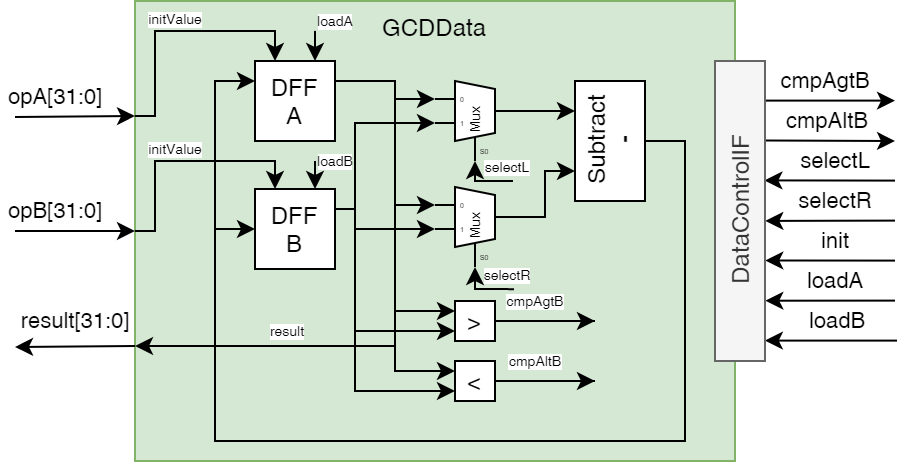 GCDData
initValue
loadA
opA[31:0]
DFF
A
0
1
Mux
S0
selectL
Subtract
-
initValue
loadB
opB[31:0]
DFF
B
0
1
Mux
S0
selectR
result[31:0]
result
>
cmpAgtB
<
cmpAltB
DataControlIF
cmpAgtB
cmpAltB
selectL
selectR
init
loadA
loadB